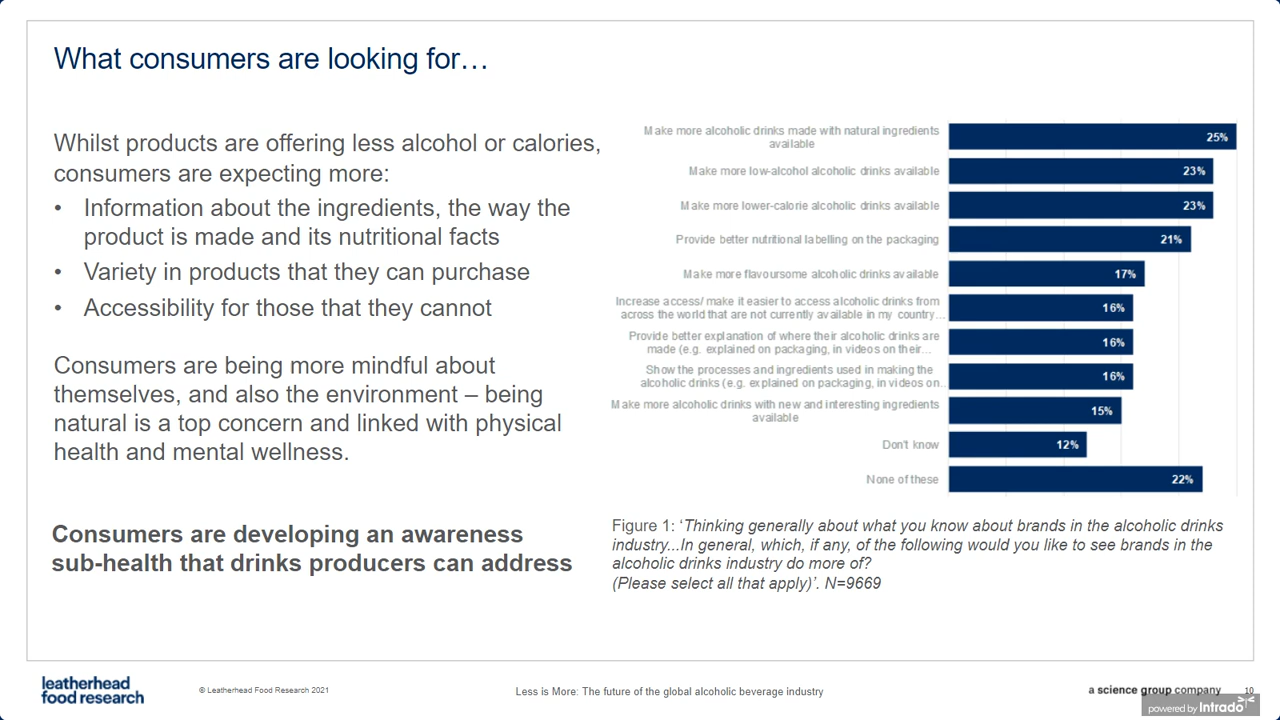 What consumers are looking for…
Whilst products are offering less alcohol or calories,
consumers are expecting more:
• Information about the ingredients, the way the
product is made and its nutritional facts
• Variety in products that they can purchase
• Accessibility for those that they cannot
Consumers are being more mindful about
themselves, and also the environment – being
natural is a top concern and linked with physical
health and mental wellness.
Consumers are developing an awareness
sub-health that drinks producers can address
Make more alcoholic drinks made with natural ingredients
available
25%
Make more low-alcohol alcoholic drinks available
23%
Make more lower-calorie alcoholic drinks available
23%
Provide better nutritional labelling on the packaging
21%
Make more flavoursome alcoholic drinks available
17%
Increase access/ make it easier to access alcoholic drinks from
across the world that are not currently available in my country…
16%
Provide better explanation of where their alcoholic drinks are
made (e.g. explained on packaging, in videos on their…
16%
Show the processes and ingredients used in making the
alcoholic drinks (e.g. explained on packaging, in videos on…
16%
Make more alcoholic drinks with new and interesting ingredients
available
15%
Don't know
12%
None of these
22%
Figure 1: ‘Thinking generally about what you know about brands in the alcoholic drinks
industry...In general, which, if any, of the following would you like to see brands in the
alcoholic drinks industry do more of?
(Please select all that apply)’. N=9669
leatherhead
food research
© Leatherhead Food Research 2021
Less is More: The future of the global alcoholic beverage industry
a science group company
10
powered by Intrado